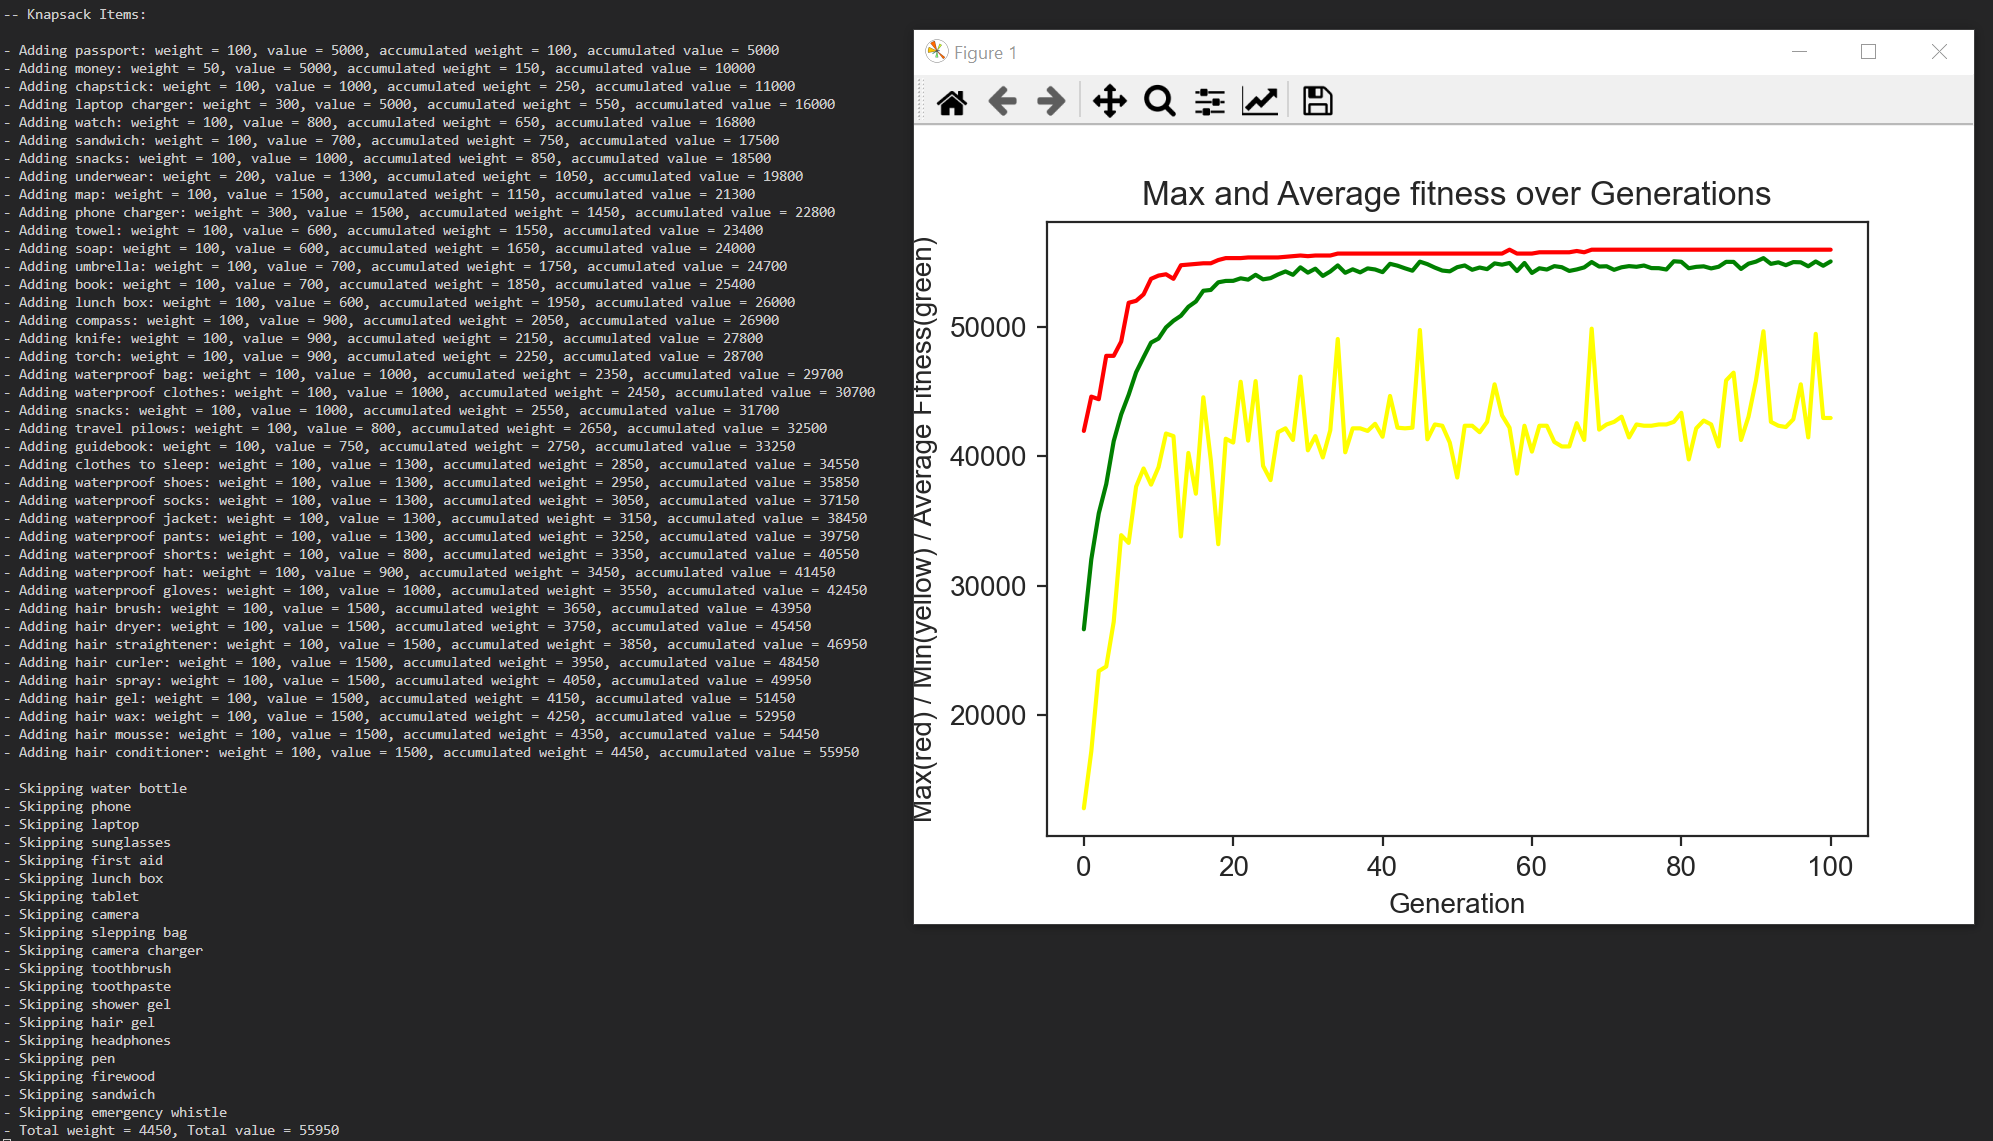 -- Knapsack Items:
- Adding passport: weight = 100, value = 5000, accumulated weight = 100, accumulated value = 5000
- Adding money: weight = 50, value = 5000, accumulated weight = 150, accumulated value = 10000
- Adding chapstick: weight = 100, value = 1000, accumulated weight = 250, accumulated value = 11000
- Adding laptop charger: weight = 300, value = 5000, accumulated weight = 550, accumulated value = 16000
- Adding watch: weight = 100, value = 800, accumulated weight = 650, accumulated value = 16800
- Adding sandwich: weight = 100, value = 700, accumulated weight = 750, accumulated value = 17500
- Adding snacks: weight = 100, value = 1000, accumulated weight = 850, accumulated value = 18500
- Adding underwear: weight = 200, value = 1300, accumulated weight = 1050, accumulated value = 19800
- Adding map: weight = 100, value = 1500, accumulated weight = 1150, accumulated value = 21300
- Adding phone charger: weight = 300, value = 1500, accumulated weight = 1450, accumulated value = 22800
- Adding towel: weight = 100, value = 600, accumulated weight = 1550, accumulated value = 23400
- Adding soap: weight = 100, value = 600, accumulated weight = 1650, accumulated value = 24000
- Adding umbrella: weight = 100, value = 700, accumulated weight = 1750, accumulated value = 24700
- Adding book: weight = 100, value = 700, accumulated weight = 1850, accumulated value = 25400
- Adding lunch box: weight = 100, value = 600, accumulated weight = 1950, accumulated value = 26000
- Adding compass: weight = 100, value = 900, accumulated weight = 2050, accumulated value = 26900
- Adding knife: weight = 100, value = 900, accumulated weight = 2150, accumulated value = 27800
- Adding torch: weight = 100, value = 900, accumulated weight = 2250, accumulated value = 28700
- Adding waterproof bag: weight = 100, value = 1000, accumulated weight = 2350, accumulated value = 29700
- Adding waterproof clothes: weight = 100, value = 1000, accumulated weight = 2450, accumulated value = 30700
- Adding snacks: weight = 100, value = 1000, accumulated weight = 2550, accumulated value = 31700
- Adding travel pilows: weight = 100, value = 800, accumulated weight = 2650, accumulated value = 32500
- Adding guidebook: weight = 100, value = 750, accumulated weight = 2750, accumulated value = 33250
- Adding clothes to sleep: weight = 100, value = 1300, accumulated weight = 2850, accumulated value = 34550
- Adding waterproof shoes: weight = 100, value = 1300, accumulated weight = 2950, accumulated value = 35850
- Adding waterproof socks: weight = 100, value = 1300, accumulated weight = 3050, accumulated value = 37150
- Adding waterproof jacket: weight = 100, value = 1300, accumulated weight = 3150, accumulated value = 38450
- Adding waterproof pants: weight = 100, value = 1300, accumulated weight = 3250, accumulated value = 39750
- Adding waterproof shorts: weight = 100, value = 800, accumulated weight = 3350, accumulated value = 40550
- Adding waterproof hat: weight = 100, value = 900, accumulated weight = 3450, accumulated value = 41450
- Adding waterproof gloves: weight = 100, value = 1000, accumulated weight = 3550, accumulated value = 42450
- Adding hair brush: weight = 100, value = 1500, accumulated weight = 3650, accumulated value = 43950
- Adding hair dryer: weight = 100, value = 1500, accumulated weight = 3750, accumulated value = 45450
- Adding hair straightener: weight = 100, value = 1500, accumulated weight = 3850, accumulated value = 46950
- Adding hair curler: weight = 100, value = 1500, accumulated weight = 3950, accumulated value = 48450
- Adding hair spray: weight = 100, value = 1500, accumulated weight = 4050, accumulated value = 49950
- Adding hair gel: weight = 100, value = 1500, accumulated weight = 4150, accumulated value = 51450
- Adding hair wax: weight = 100, value = 1500, accumulated weight = 4250, accumulated value = 52950
- Adding hair mousse: weight = 100, value = 1500, accumulated weight = 4350, accumulated value = 54450
- Adding hair conditioner: weight = 100, value = 1500, accumulated weight = 4450, accumulated value = 55950
- Skipping water bottle
- Skipping phone
- Skipping laptop
- Skipping sunglasses
- Skipping first aid
- Skipping lunch box
- Skipping tablet
- Skipping camera
- Skipping slepping bag
- Skipping camera charger
- Skipping toothbrush
- Skipping toothpaste
- Skipping shower gel
- Skipping hair gel
- Skipping headphones
- Skipping pen
- Skipping firewood
- Skipping sandwich
- Skipping emergency whistle
- Total weight = 4450, Total value = 55950
Figure 1
Max and Average fitness over Generations
Max(red) / Min(yellow) / Average Fitness(green)
50000
40000
30000
20000
0 20 40 60 80 100
Generation